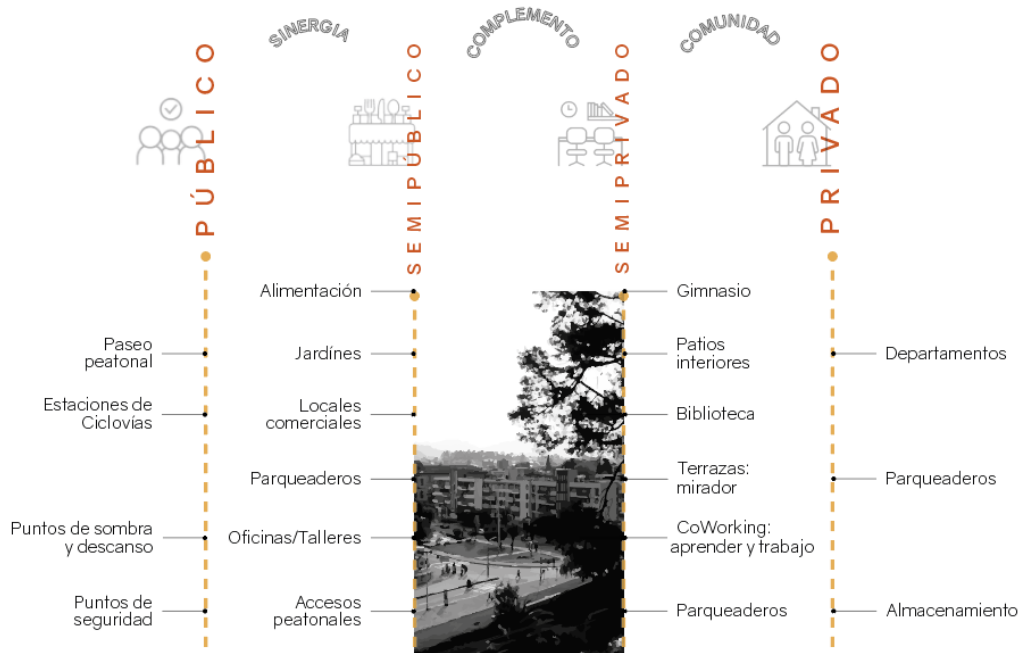 SINERGIA
COMPLEMENTO
COMUNIDAD
PÚBLICO
Paseo
peatonal
Estaciones de
Ciclovías
Puntos de sombra
y descanso
Puntos de
seguridad
SEMIPÚBLICO
Alimentación
Jardínes
Locales
comerciales
Parqueaderos
Oficinas/Talleres
Accesos
peatonales
SEMIPRIVADO
Gimnasio
Patios
interiores
Biblioteca
Terrazas:
mirador
CoWorking:
aprender y trabajo
Parqueaderos
PRIVADO
Departamentos
Parqueaderos
Almacenamiento